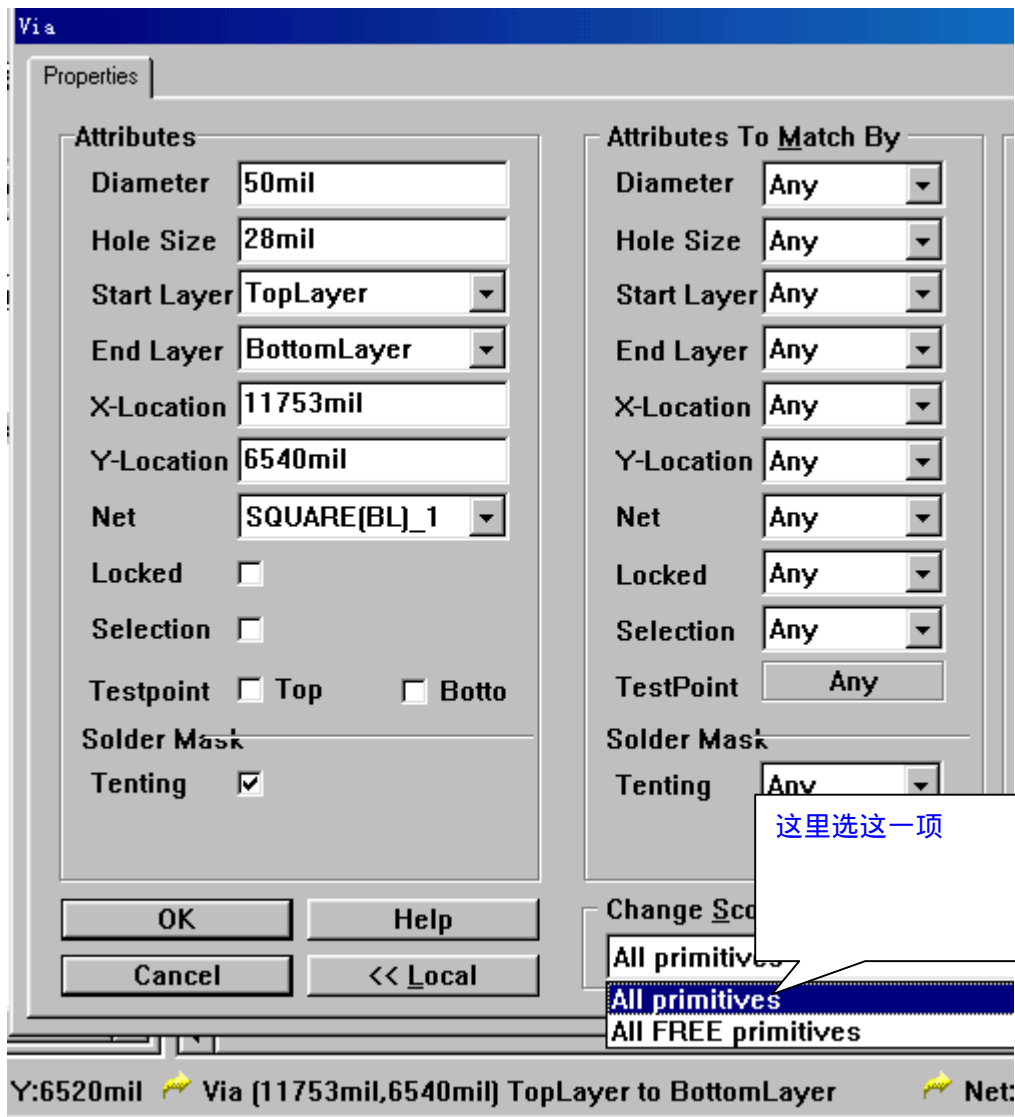 Via
Properties
Attributes
Diameter 50mil
Hole Size 28mil
Start Layer TopLayer
End Layer BottomLayer
X-Location 11753mil
Y-Location 6540mil
Net SQUARE(BL)_1
Locked
Selection
Testpoint Top Botto
Solder Mask
Tenting
Attributes To Match By
Diameter Any
Hole Size Any
Start Layer Any
End Layer Any
X-Location Any
Y-Location Any
Net Any
Locked Any
Selection Any
TestPoint Any
Solder Mask
Tenting Any
这里选这一项
OK Help
Cancel << Local
Change Sco
All primitives
All primitives
All FREE primitives
Y:6520mil Via (11753mil,6540mil) TopLayer to BottomLayer Net: